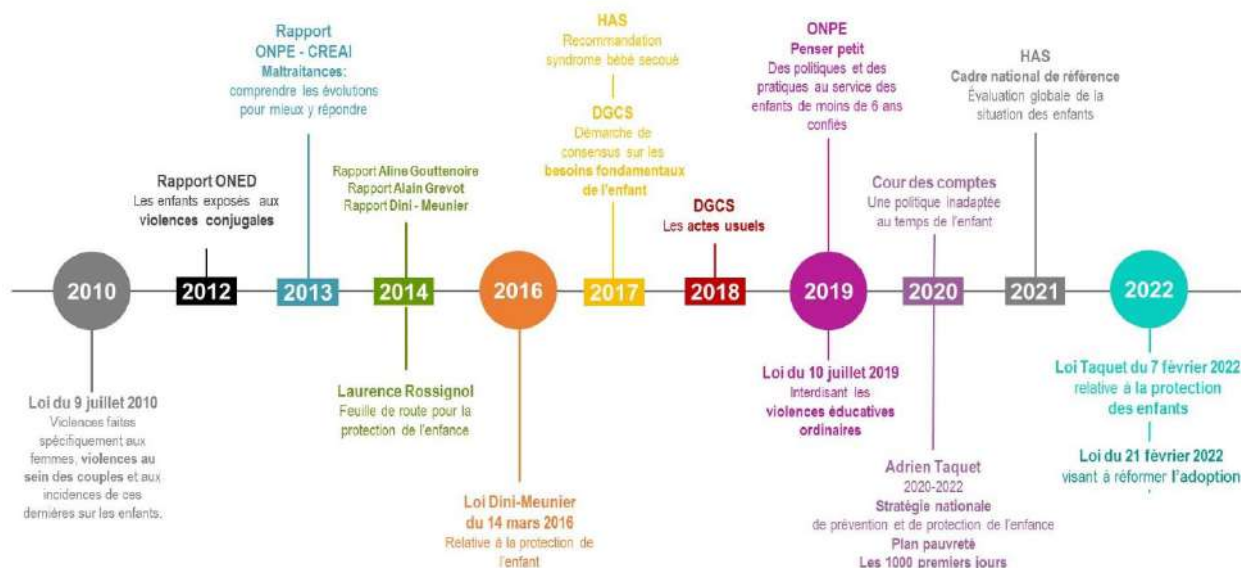 Rapport
ONPE - CREAI
Maltraitances:
comprendre les évolutions
pour mieux y répondre
HAS
Recommandation
syndrome bébé secoué
DGCS
Démarche de
consensus sur les
besoins fondamentaux
de l'enfant
ONPE
Penser petit
Des politiques et des
pratiques au service des
enfants de moins de 6 ans
confiés
HAS
Cadre national de référence
Évaluation globale de la
situation des enfants
Rapport ONED
Les enfants exposés aux
violences conjugales
Rapport Aline Gouttenoire
Rapport Alain Grevot
Rapport Dini - Meunier
DGCS
Les actes usuels
Cour des comptes
Une politique inadaptée
au temps de l'enfant
2010
2012
2013
2014
2016
2017
2018
2019
2020
2021
2022
Loi du 9 juillet 2010
Violences faites
spécifiquement aux
femmes, violences au
sein des couples et aux
incidences de ces
dernières sur les enfants.
Laurence Rossignol
Feuille de route pour la
protection de l'enfance
Loi Dini-Meunier
du 14 mars 2016
Relative à la protection de
l'enfant
Loi du 10 juillet 2019
Interdisant les
violences éducatives
ordinaires
Adrien Taquet
2020-2022
Stratégie nationale
de prévention et de protection de l'enfance
Plan pauvreté
Les 1000 premiers jours
Loi Taquet du 7 février 2022
relative à la protection
des enfants
Loi du 21 février 2022
visant à réformer l'adoption